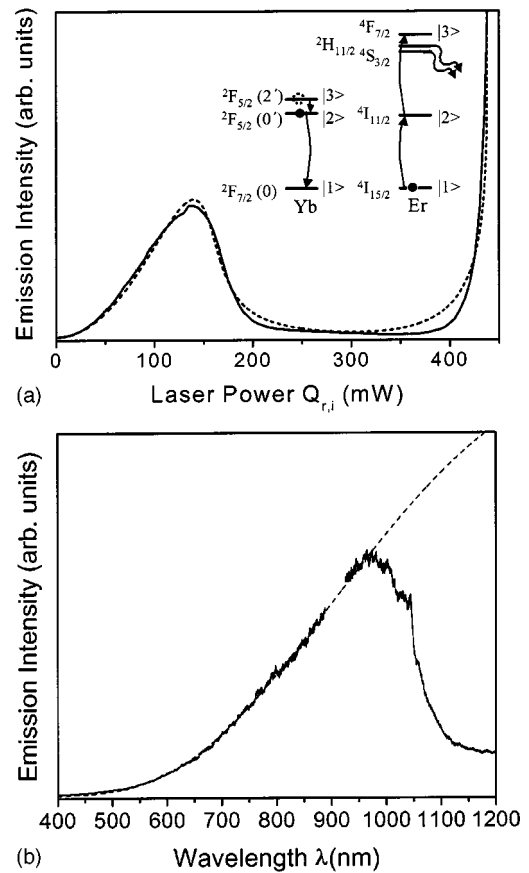 Emission Intensity (arb. units)
⁴F₇/₂ |3>
²H₁₁/₂ ⁴S₃/₂
²F₅/₂ (2´) |3>
²F₅/₂ (0´) |2>
⁴I₁₁/₂ |2>
²F₇/₂ (0) |1>
⁴I₁₅/₂ |1>
Yb Er
0 100 200 300 400
(a) Laser Power Q_{r,i} (mW)
Emission Intensity (arb. units)
400 500 600 700 800 900 1000 1100 1200
(b) Wavelength λ(nm)